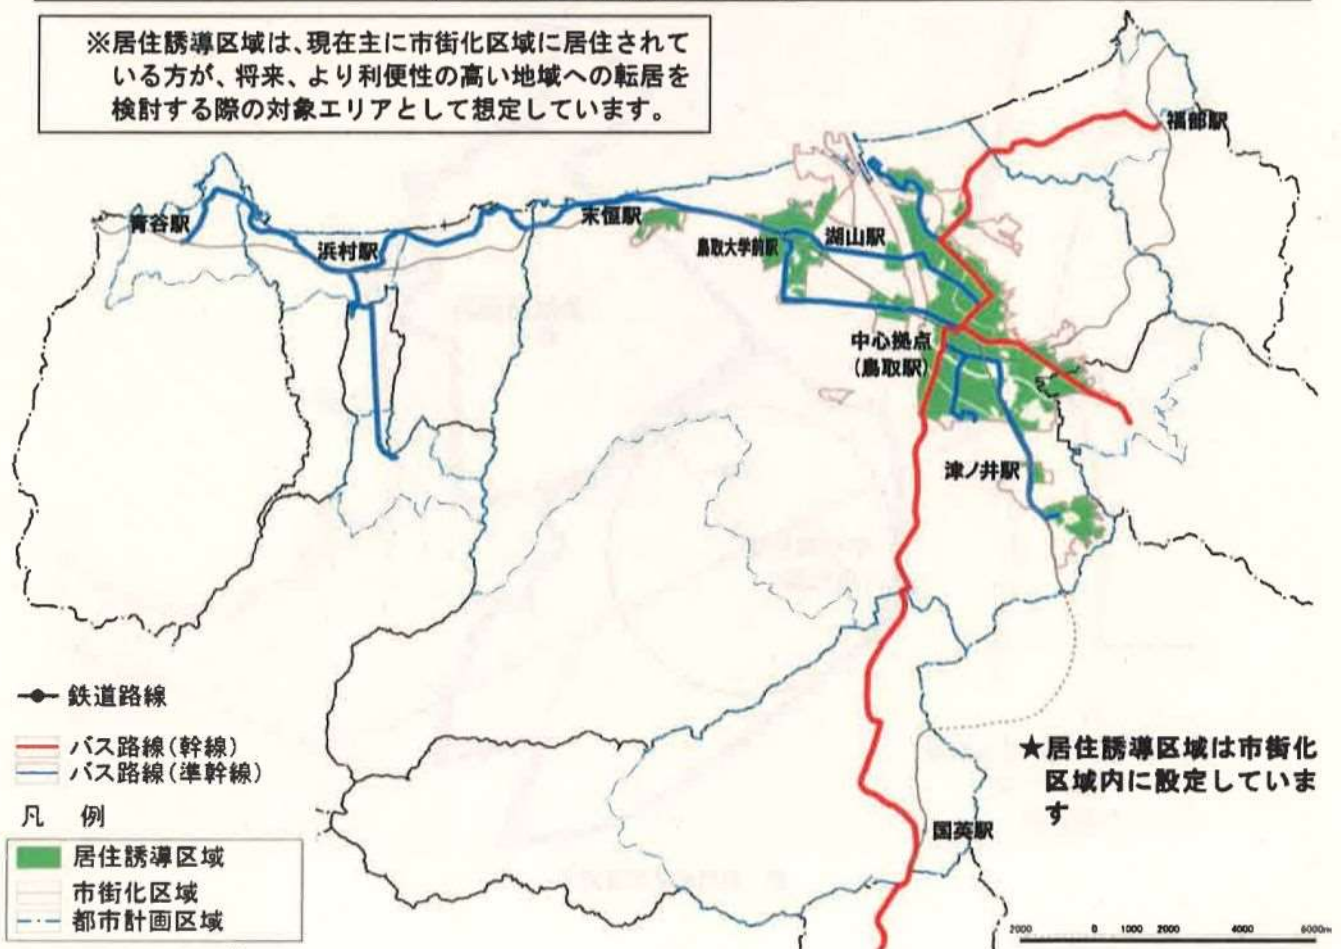 ※居住誘導区域は、現在主に市街化区域に居住されて
いる方が、将来、より利便性の高い地域への転居を
検討する際の対象エリアとして想定しています。
福部駅
青谷駅
浜村駅
末恒駅
鳥取大学前駅
湖山駅
中心拠点
(鳥取駅)
津ノ井駅
鉄道路線
バス路線(幹線)
バス路線(準幹線)
凡 例
居住誘導区域
市街化区域
都市計画区域
★居住誘導区域は市街化
区域内に設定していま
す
国英駅
2000 0 1000 2000 4000 6000m